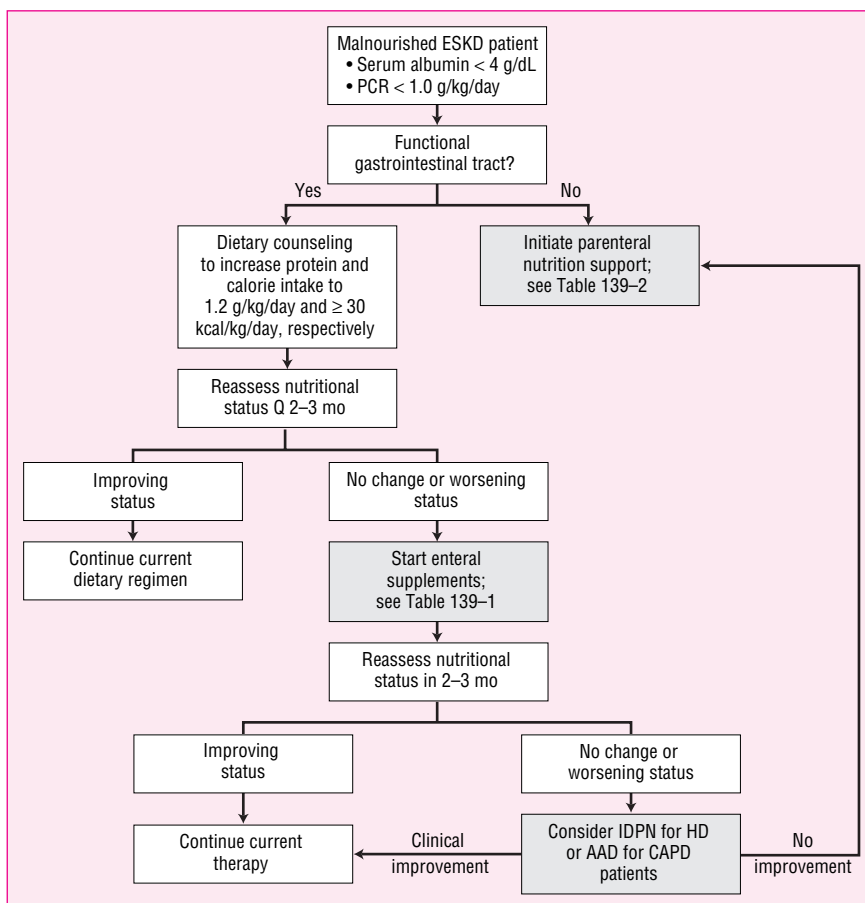 Malnourished ESKD patient
• Serum albumin < 4 g/dL
• PCR < 1.0 g/kg/day
Functional
gastrointestinal tract?
Yes
No
Dietary counseling
to increase protein and
calorie intake to
1.2 g/kg/day and ≥ 30
kcal/kg/day, respectively
Initiate parenteral
nutrition support;
see Table 139–2
Reassess nutritional
status Q 2–3 mo
Improving
status
No change or worsening
status
Continue current
dietary regimen
Start enteral
supplements;
see Table 139–1
Reassess nutritional
status in 2–3 mo
Improving
status
No change or
worsening status
Continue current
therapy
Clinical
improvement
Consider IDPN for HD
or AAD for CAPD
patients
No
improvement